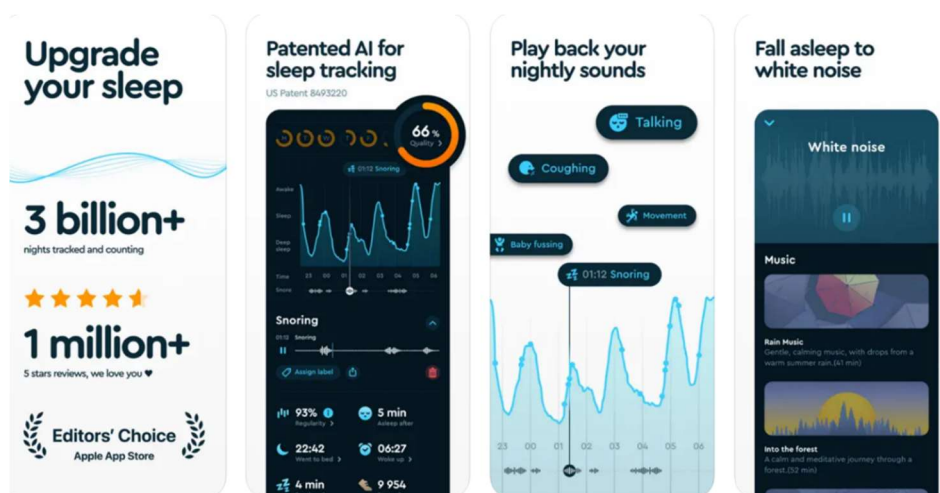 Upgrade
your sleep
3 billion+
nights tracked and counting
1 million+
5 stars reviews, we love you ♥
Editors' Choice
Apple App Store
Patented AI for
sleep tracking
US Patent 8493220
66 %
Quality >
01:12 Snoring
Awake
Sleep
Deep
sleep
Time 23 00 01 02 03 04 05 06
Snore
Snoring
01:12 Snoring
Assign label
93%
Regularity >
5 min
Asleep after
22:42
Went to bed >
06:27
Woke up >
4 min
9 954
Play back your
nightly sounds
Talking
Coughing
Movement
Baby fussing
01:12 Snoring
23 00 01 02 03 04 05 06
Fall asleep to
white noise
White noise
Music
Rain Music
Gentle, calming music, with drops from a
warm summer rain.(41 min)
Into the forest
A calm and meditative journey through a
forest.(52 min)